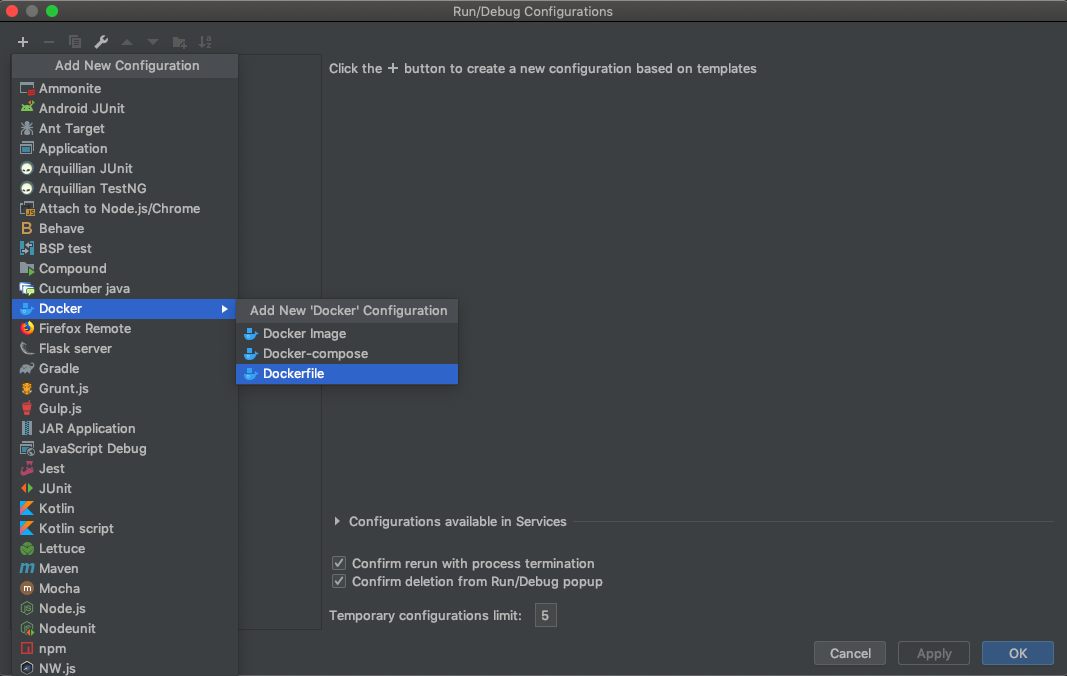 Run/Debug Configurations
Add New Configuration
Click the + button to create a new configuration based on templates
Ammonite
Android JUnit
Ant Target
Application
Arquillian JUnit
Arquillian TestNG
Attach to Node.js/Chrome
Behave
BSP test
Compound
Cucumber java
Docker
Firefox Remote
Flask server
Gradle
Grunt.js
Gulp.js
JAR Application
JavaScript Debug
Jest
JUnit
Kotlin
Kotlin script
Lettuce
Maven
Mocha
Node.js
Nodeunit
npm
NW.js
Add New 'Docker' Configuration
Docker Image
Docker-compose
Dockerfile
Configurations available in Services
Confirm rerun with process termination
Confirm deletion from Run/Debug popup
Temporary configurations limit: 5
Cancel Apply OK